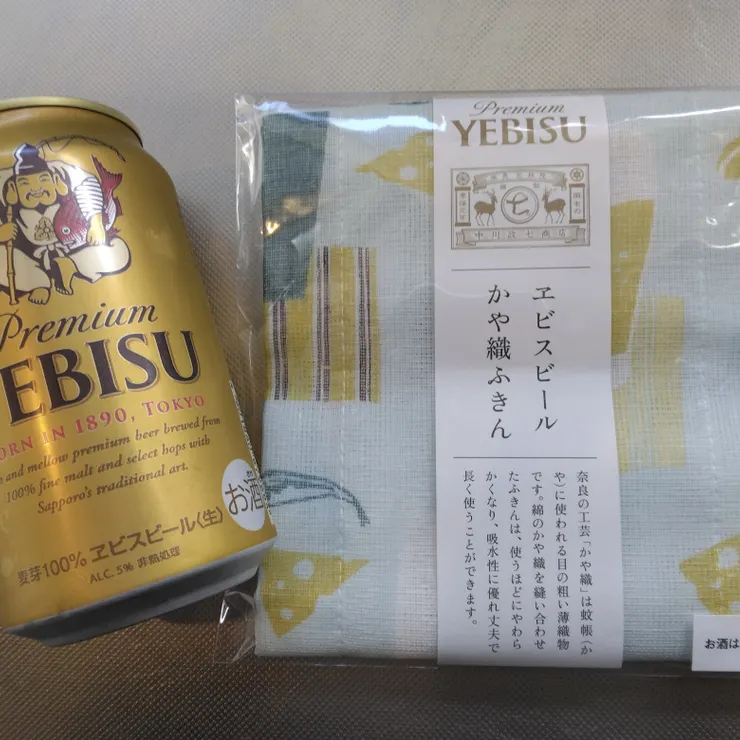 Premium
EBISU
ORN IN 1890, TOKYO
and mellow premium beer brewed from
100% fine malt and select hops with
Sapporo's traditional art.
お酒
麦芽100% ヱビスビール〈生〉
ALC. 5% 非熱処理
Premium
YEBISU
七
中川政七商店
ヱビスビール
かや織ふきん
奈良の工芸「かや織」は蚊帳（か
や）に使われる目の粗い薄織物
です。綿のかや織を縫い合わせ
たふきんは、使うほどにやわら
かくなり、吸水性に優れ丈夫で
長く使うことができます。
お酒は